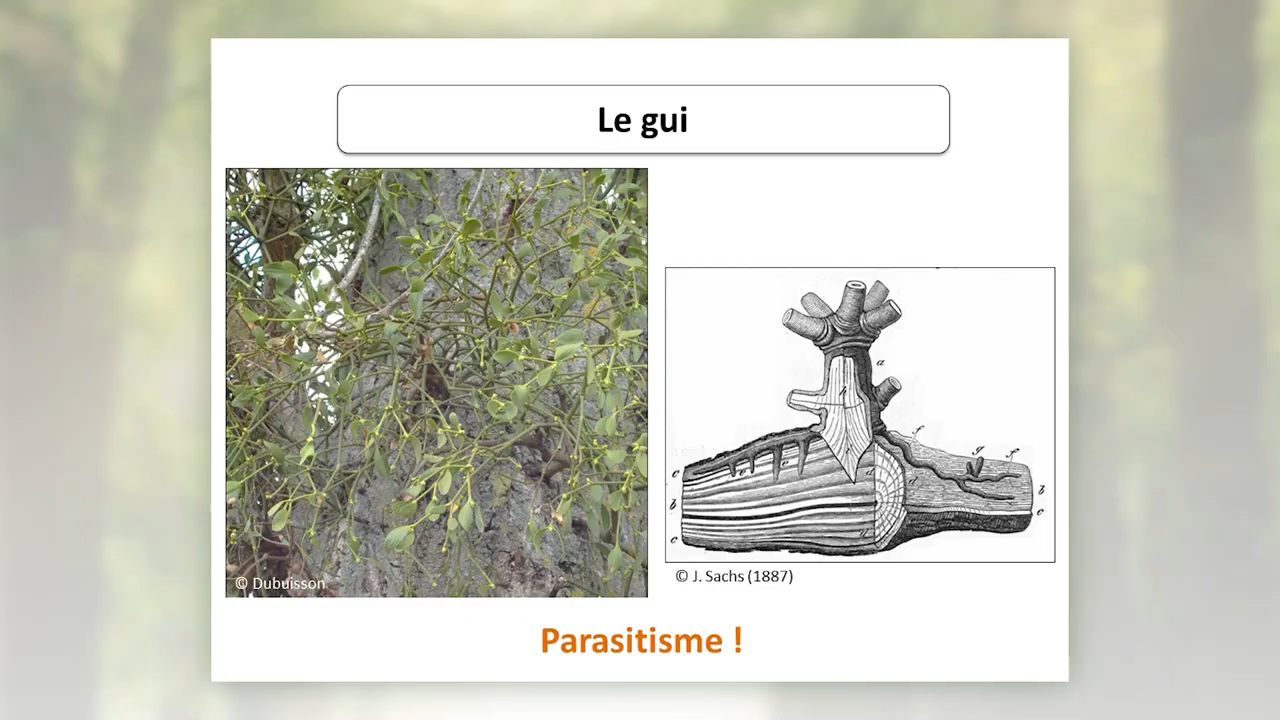 Le gui
© Dubuisson
a
h
f
g
f
c
e
e
d
d
b
b
e
c
d
© J. Sachs (1887)
Parasitisme !